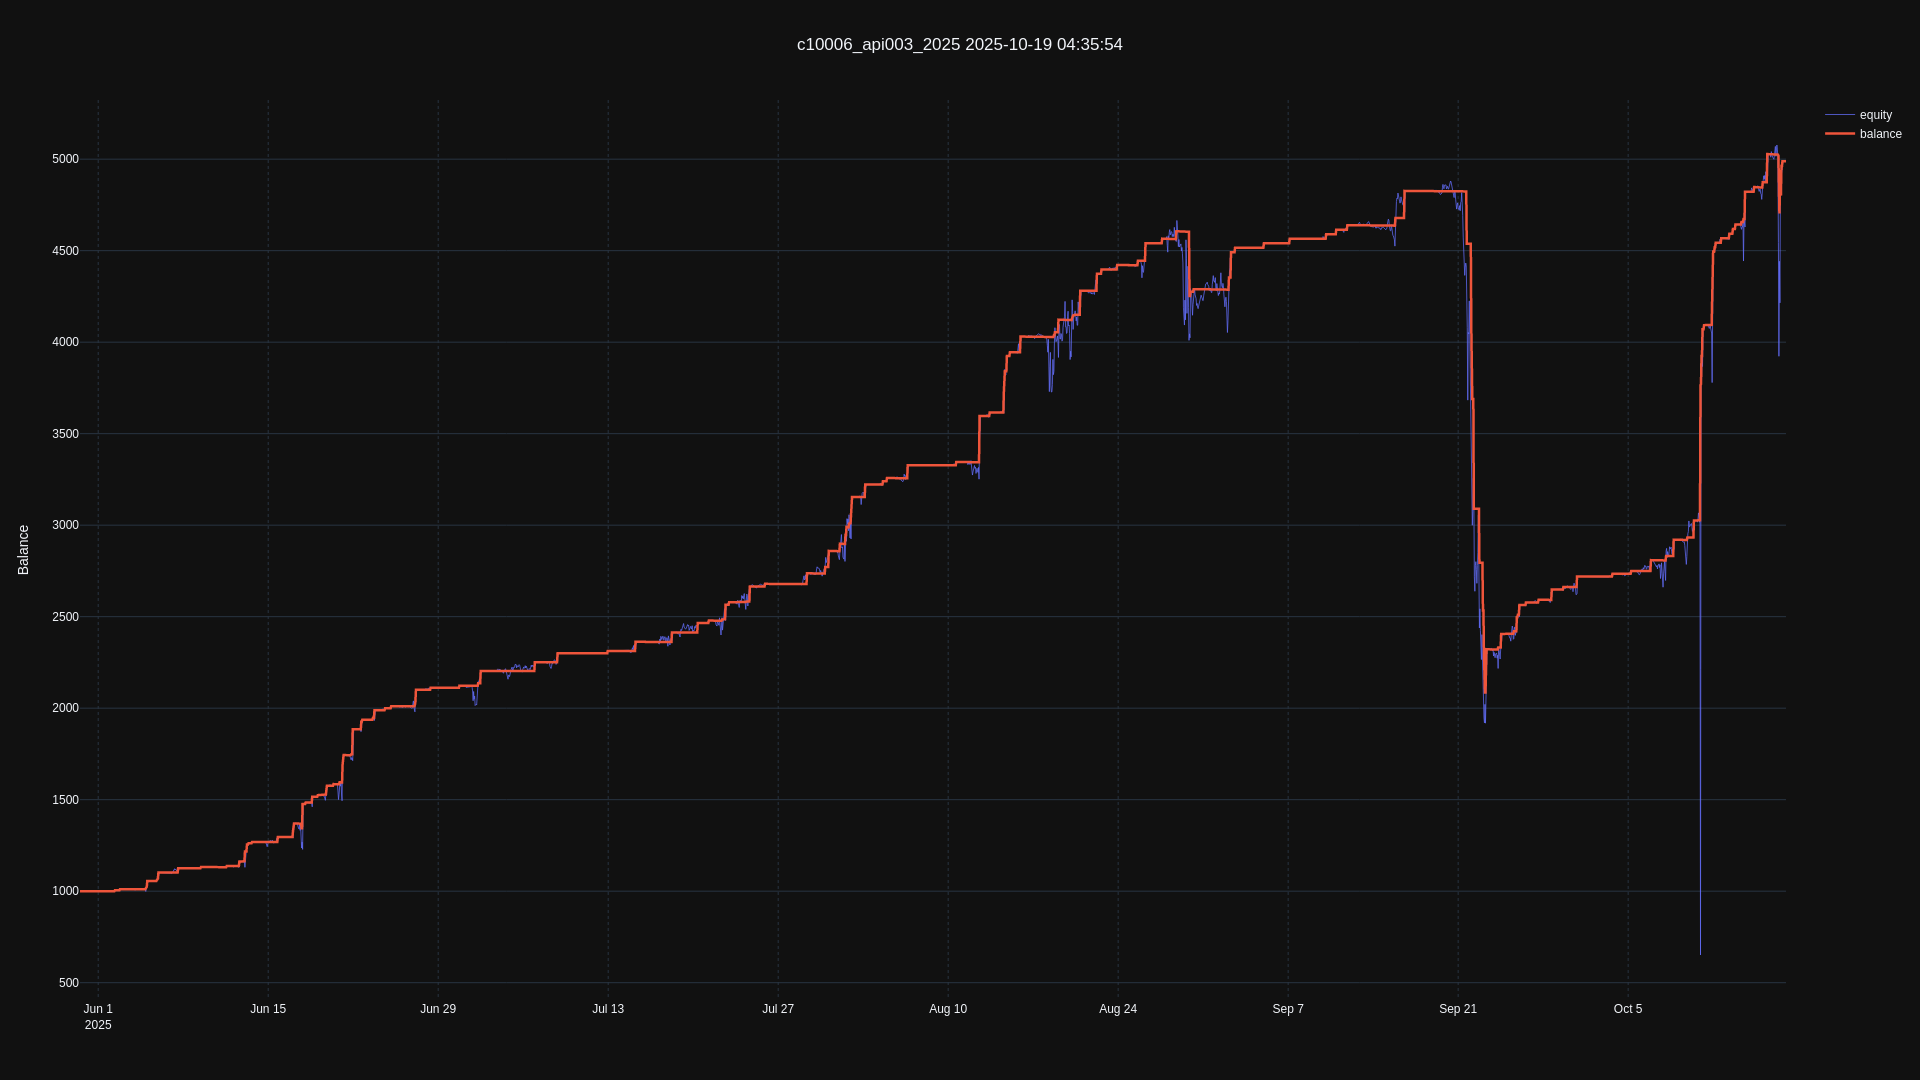 c10006_api003_2025 2025-10-19 04:35:54
equity
balance
Balance
5000
4500
4000
3500
3000
2500
2000
1500
1000
500
Jun 1
2025
Jun 15
Jun 29
Jul 13
Jul 27
Aug 10
Aug 24
Sep 7
Sep 21
Oct 5